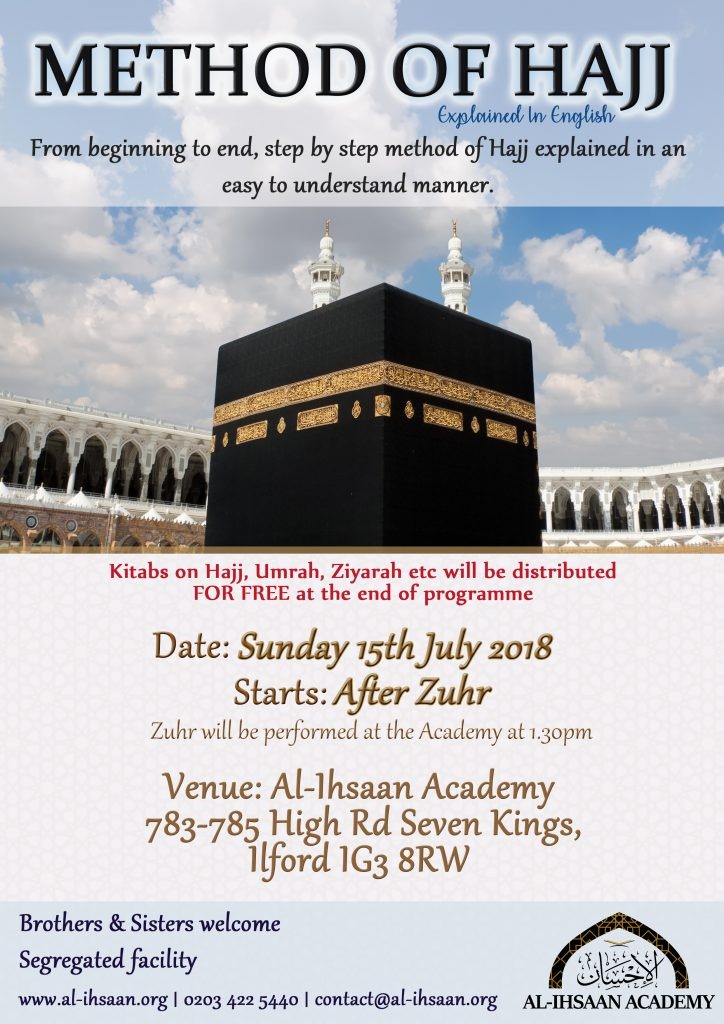 METHOD OF HAJJ
Explained In English
From beginning to end, step by step method of Hajj explained in an
easy to understand manner.
Kitabs on Hajj, Umrah, Ziyarah etc will be distributed
FOR FREE at the end of programme
Date: Sunday 15th July 2018
Starts: After Zuhr
Zuhr will be performed at the Academy at 1.30pm
Venue: Al-Ihsaan Academy
783-785 High Rd Seven Kings,
Ilford IG3 8RW
Brothers & Sisters welcome
Segregated facility
www.al-ihsaan.org | 0203 422 5440 | contact@al-ihsaan.org
الإحسان
AL-IHSAAN ACADEMY